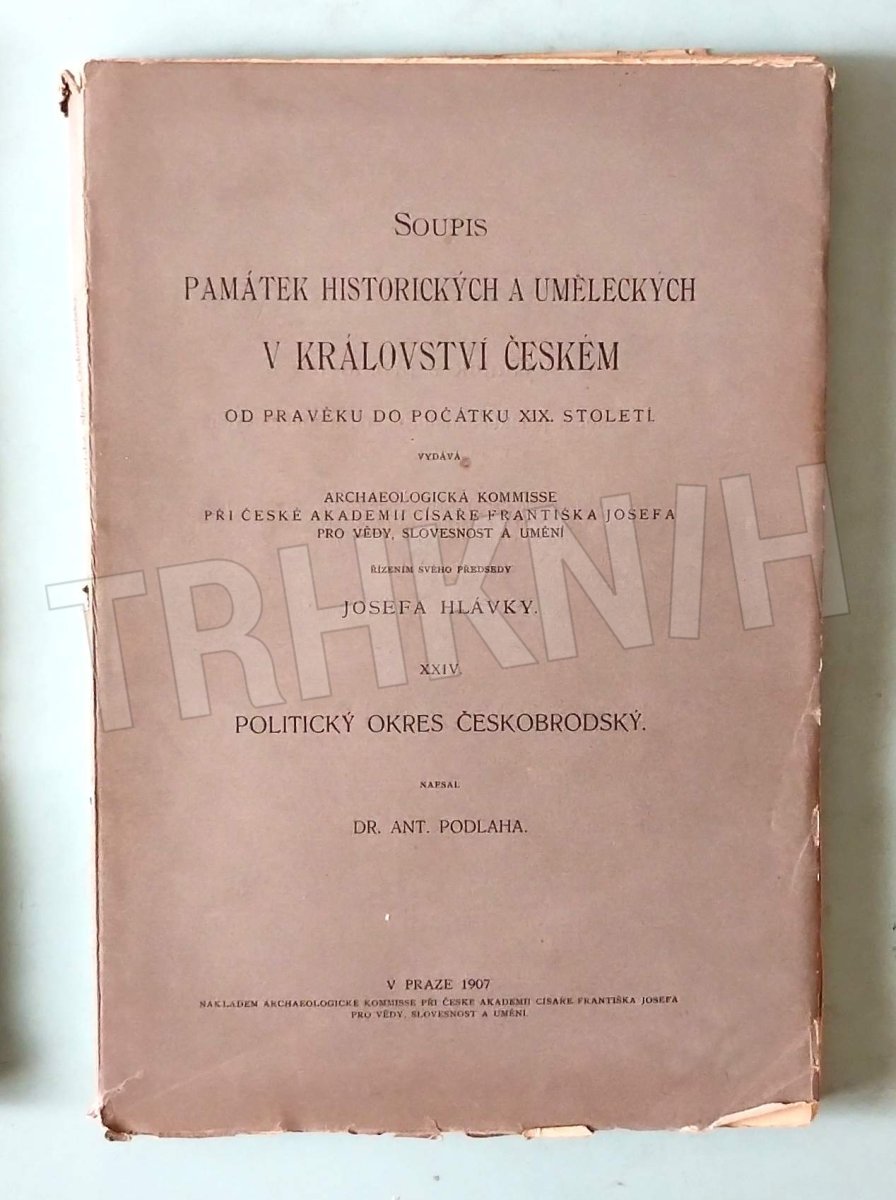 SOUPIS
PAMÁTEK HISTORICKÝCH A UMĚLECKÝCH
V KRÁLOVSTVÍ ČESKÉM
OD PRAVĚKU DO POČÁTKU XIX. STOLETÍ.
VYDÁVÁ
ARCHAEOLOGICKÁ KOMMISSE
PŘI ČESKÉ AKADEMII CÍSAŘE FRANTIŠKA JOSEFA
PRO VĚDY, SLOVESNOST A UMĚNÍ
ŘÍZENÍM SVÉHO PŘEDSEDY
JOSEFA HLÁVKY.
TRHKNIH
XXIV.
POLITICKÝ OKRES ČESKOBRODSKÝ.
NAPSAL
DR. ANT. PODLAHA.
V PRAZE 1907
NÁKLADEM ARCHAEOLOGICKÉ KOMMISSE PŘI ČESKÉ AKADEMII CÍSAŘE FRANTIŠKA JOSEFA
PRO VĚDY, SLOVESNOST A UMĚNÍ.